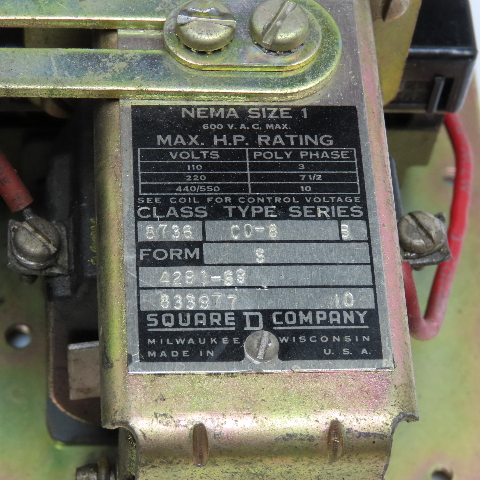 NEMA SIZE 1
600 V. A.C. MAX.
MAX. H.P. RATING
VOLTS POLY PHASE
110 3
220 7 1/2
440/550 10
SEE COIL FOR CONTROL VOLTAGE
CLASS TYPE SERIES
8736 CO-8
FORM S
833977 10
SQUARE D COMPANY
MILWAUKEE WISCONSIN
MADE IN U.S.A.